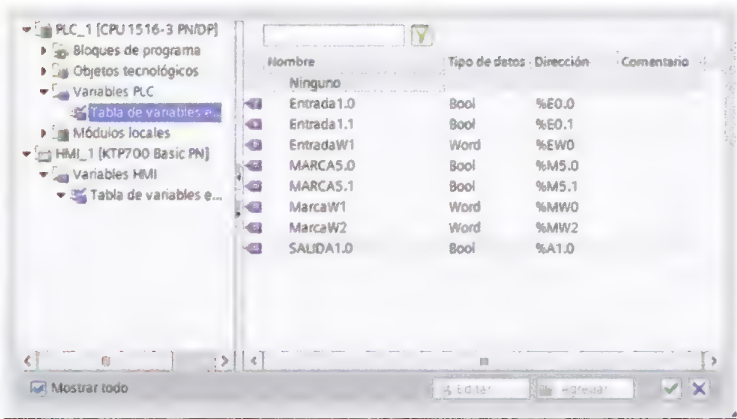 PLC_1 [CPU 1516-3 PN/DP]
Bloques de programa
Objetos tecnológicos
Variables PLC
Tabla de variables e...
Módulos locales
HMI_1 [KTP700 Basic PN]
Variables HMI
Tabla de variables e...
Nombre Tipo de datos Dirección Comentario
Ninguno
Entrada1.0 Bool %E0.0
Entrada1.1 Bool %E0.1
EntradaW1 Word %EW0
MARCA5.0 Bool %M5.0
MARCA5.1 Bool %M5.1
MarcaW1 Word %MW0
MarcaW2 Word %MW2
SALIDA1.0 Bool %A1.0
Mostrar todo Editar Agregar